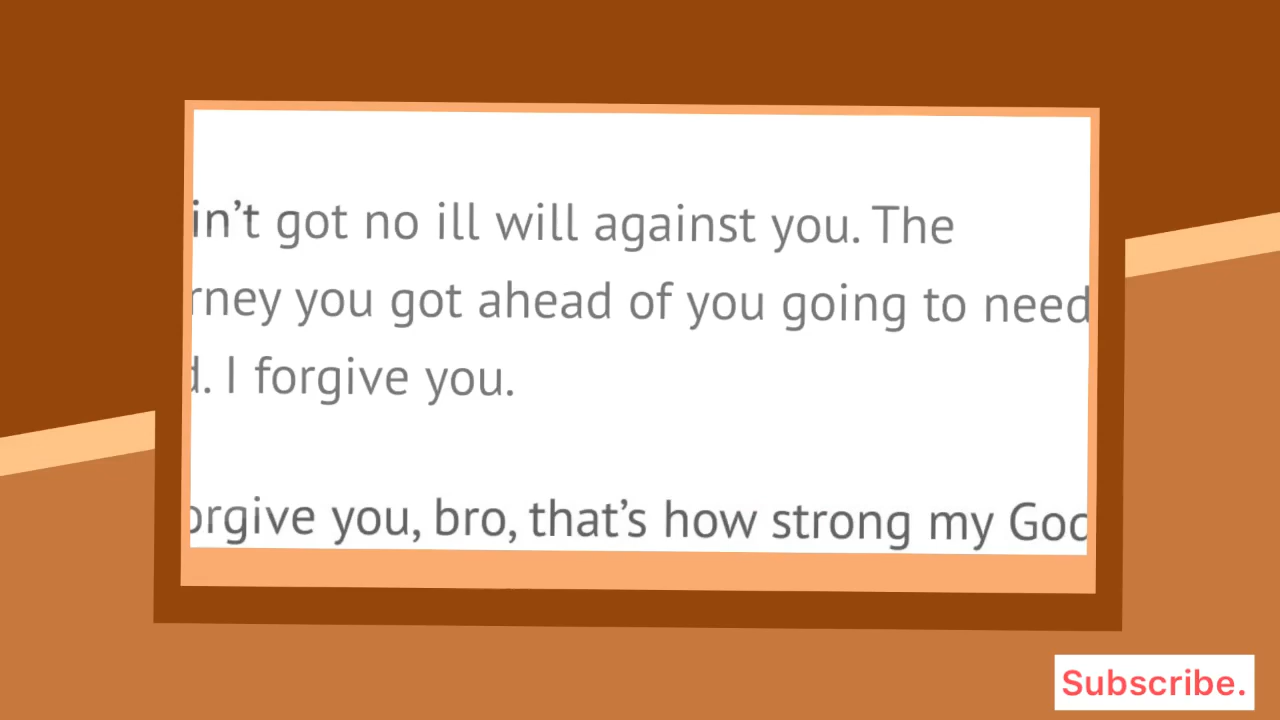 in't got no ill will against you. The
rney you got ahead of you going to need
d. I forgive you.
orgive you, bro, that's how strong my God
Subscribe.